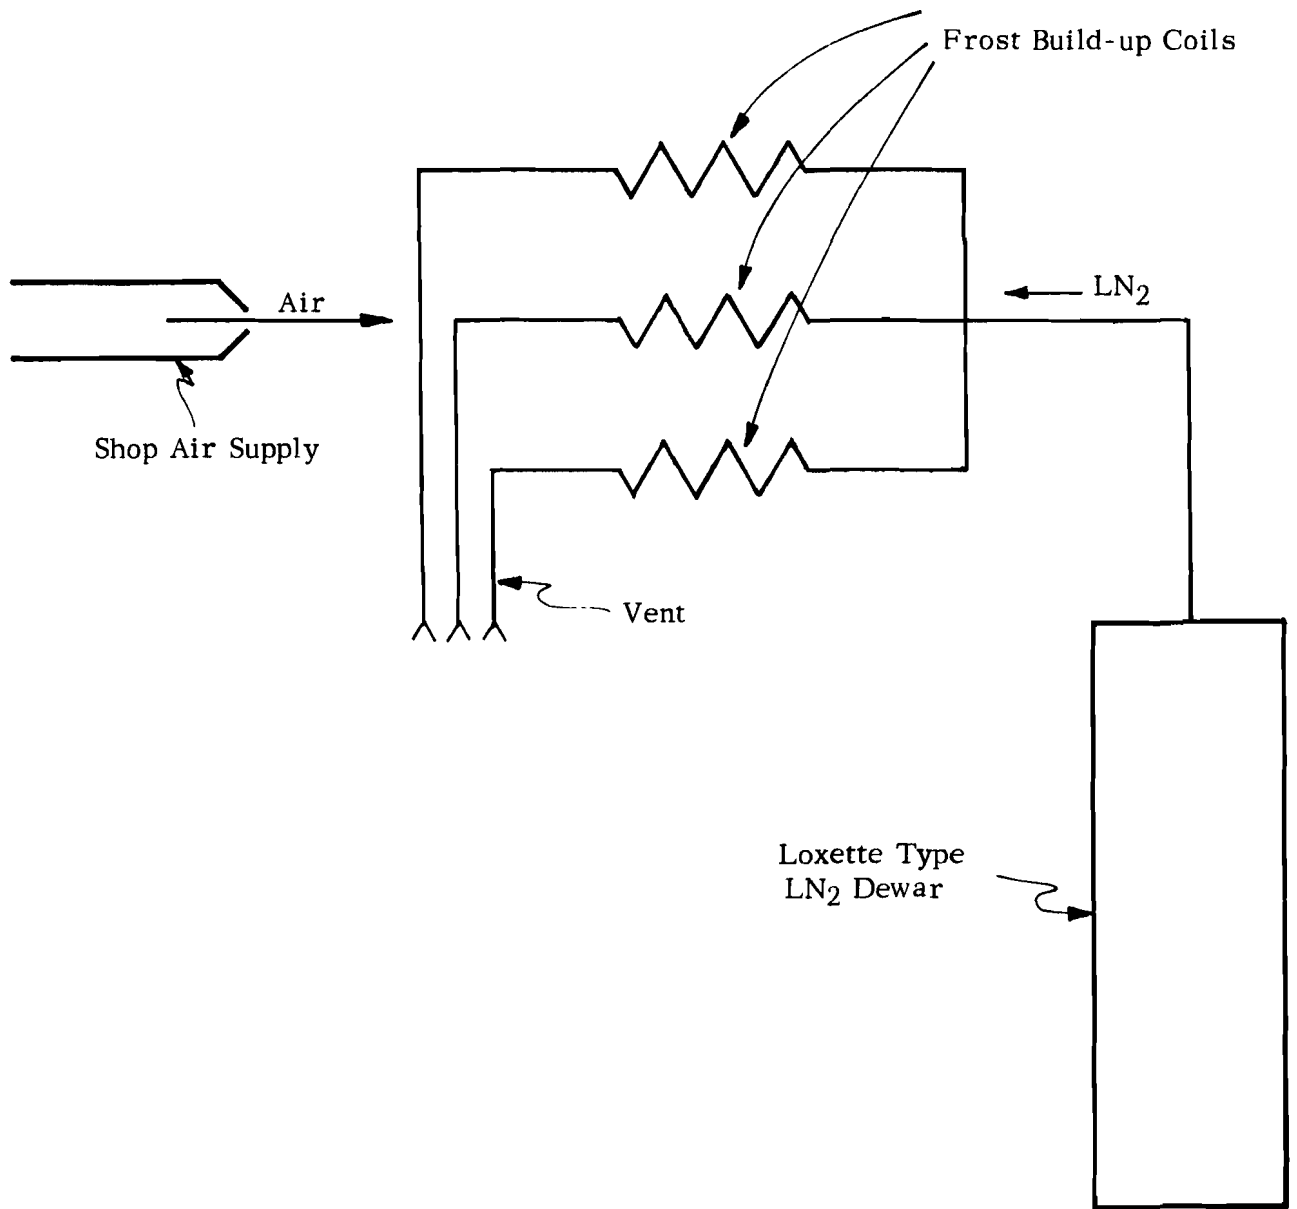 Frost Build-up Coils
LN₂
Air
Shop Air Supply
Vent
Loxette Type
LN₂ Dewar